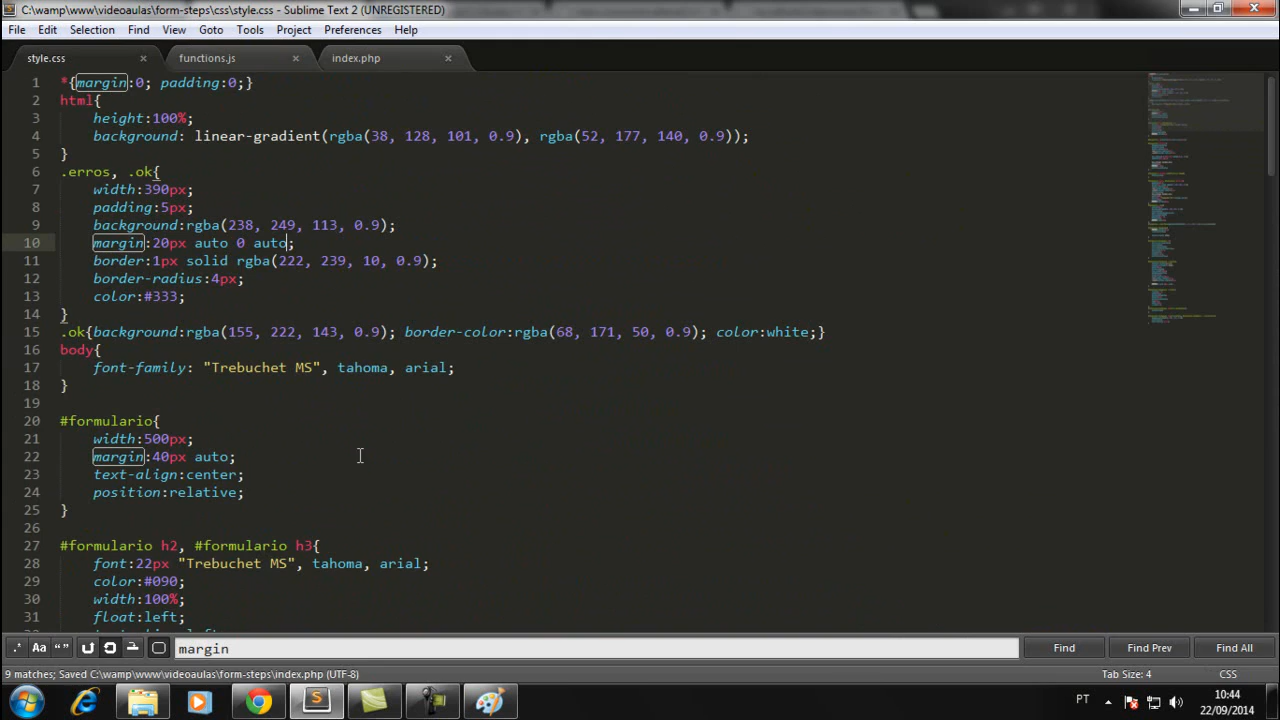 C:\wamp\www\videoaulas\form-steps\css\style.css - Sublime Text 2 (UNREGISTERED)
File Edit Selection Find View Goto Tools Project Preferences Help
style.css × functions.js × index.php ×
1 *{margin:0; padding:0;}
2 html{
3 height:100%;
4 background: linear-gradient(rgba(38, 128, 101, 0.9), rgba(52, 177, 140, 0.9));
5 }
6 .erros, .ok{
7 width:390px;
8 padding:5px;
9 background:rgba(238, 249, 113, 0.9);
10 margin:20px auto 0 auto;
11 border:1px solid rgba(222, 239, 10, 0.9);
12 border-radius:4px;
13 color:#333;
14 }
15 .ok{background:rgba(155, 222, 143, 0.9); border-color:rgba(68, 171, 50, 0.9); color:white;}
16 body{
17 font-family: "Trebuchet MS", tahoma, arial;
18 }
19
20 #formulario{
21 width:500px;
22 margin:40px auto;
23 text-align:center;
24 position:relative;
25 }
26
27 #formulario h2, #formulario h3{
28 font:22px "Trebuchet MS", tahoma, arial;
29 color:#090;
30 width:100%;
31 float:left;
.* Aa “ ” margin Find Find Prev Find All
9 matches; Saved C:\wamp\www\videoaulas\form-steps\index.php (UTF-8) Tab Size: 4 CSS
PT 10:44
22/09/2014